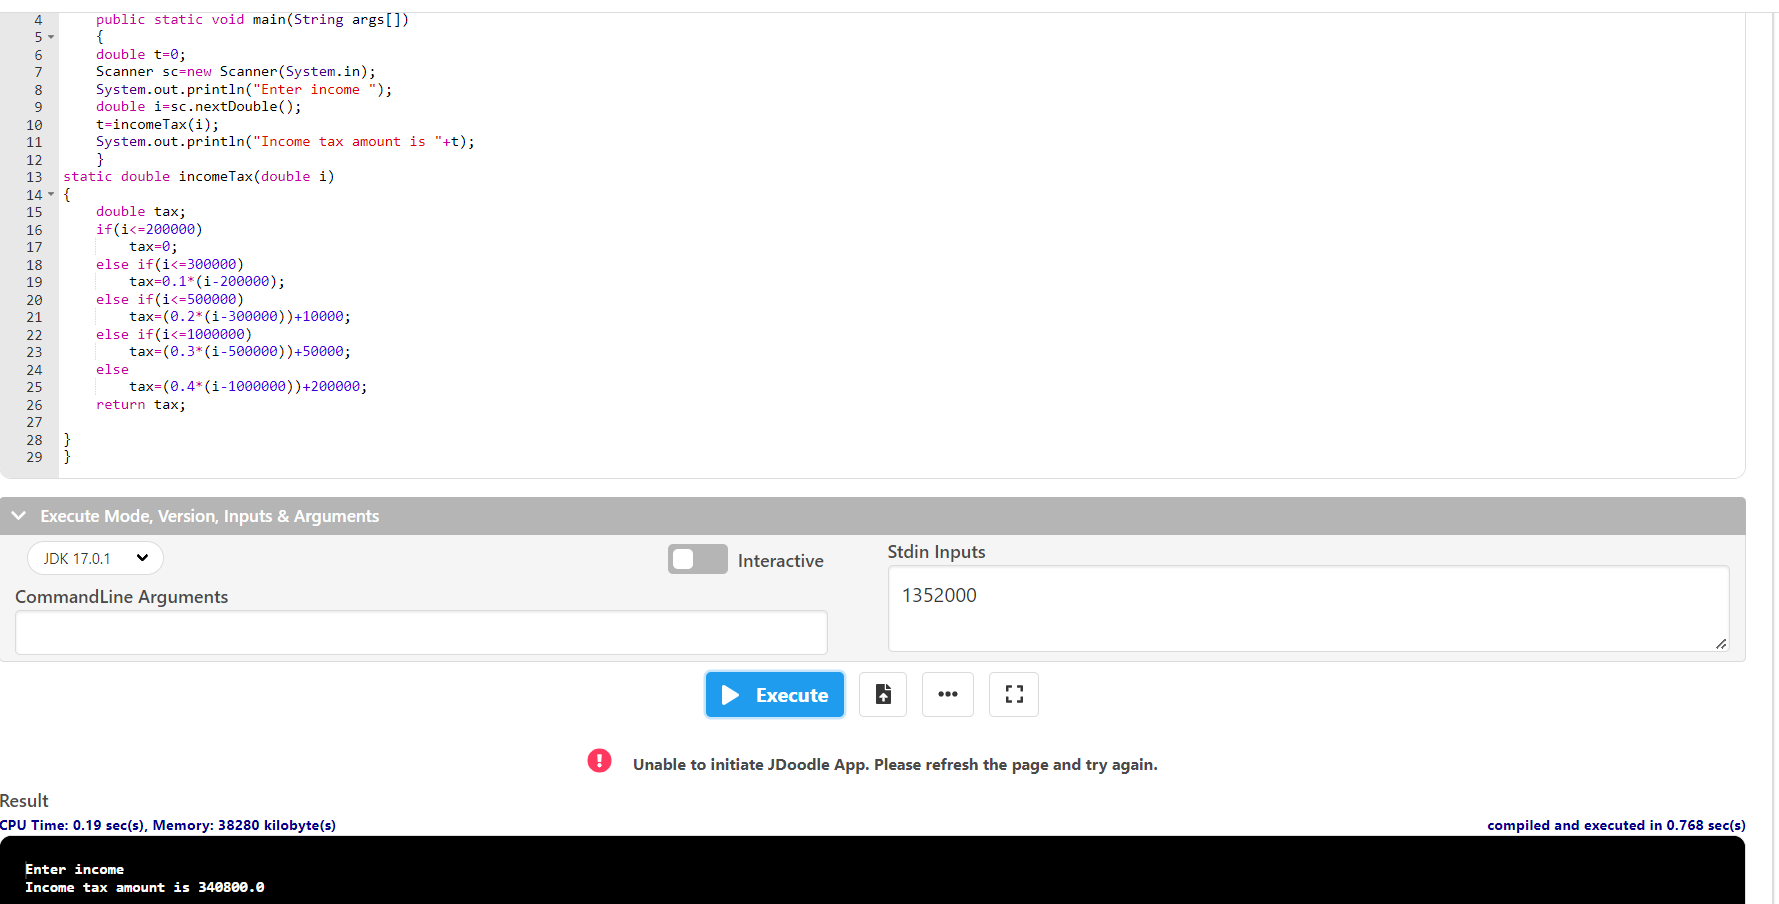 4 public static void main(String args[])
5 {
6 double t=0;
7 Scanner sc=new Scanner(System.in);
8 System.out.println("Enter income ");
9 double i=sc.nextDouble();
10 t=incomeTax(i);
11 System.out.println("Income tax amount is "+t);
12 }
13 static double incomeTax(double i)
14 {
15 double tax;
16 if(i<=200000)
17 tax=0;
18 else if(i<=300000)
19 tax=0.1*(i-200000);
20 else if(i<=500000)
21 tax=(0.2*(i-300000))+10000;
22 else if(i<=1000000)
23 tax=(0.3*(i-500000))+50000;
24 else
25 tax=(0.4*(i-1000000))+200000;
26 return tax;
27
28 }
29 }
Execute Mode, Version, Inputs & Arguments
JDK 17.0.1
Interactive
Stdin Inputs
CommandLine Arguments
1352000
Execute
Unable to initiate JDoodle App. Please refresh the page and try again.
Result
CPU Time: 0.19 sec(s), Memory: 38280 kilobyte(s)
compiled and executed in 0.768 sec(s)
Enter income
Income tax amount is 340800.0